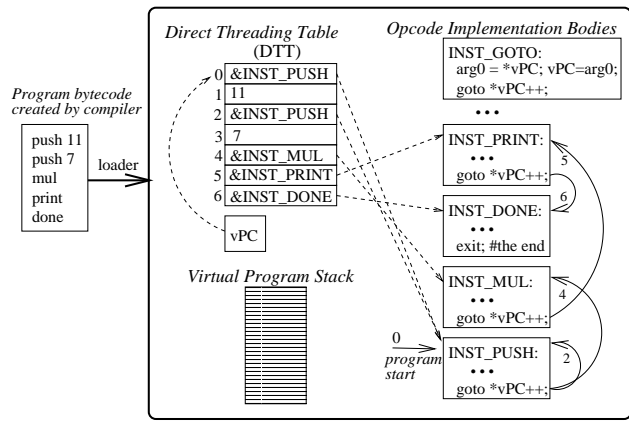 Program bytecode
created by compiler
push 11
push 7
mul
print
done
loader
Direct Threading Table
(DTT)
0 &INST_PUSH
1 11
2 &INST_PUSH
3 7
4 &INST_MUL
5 &INST_PRINT
6 &INST_DONE
vPC
Virtual Program Stack
Opcode Implementation Bodies
INST_GOTO:
arg0 = *vPC; vPC=arg0;
goto *vPC++;
•••
INST_PRINT:
•••
goto *vPC++;
5
6
INST_DONE:
•••
exit; #the end
INST_MUL:
•••
goto *vPC++;
4
0
program
start
INST_PUSH:
•••
goto *vPC++;
2